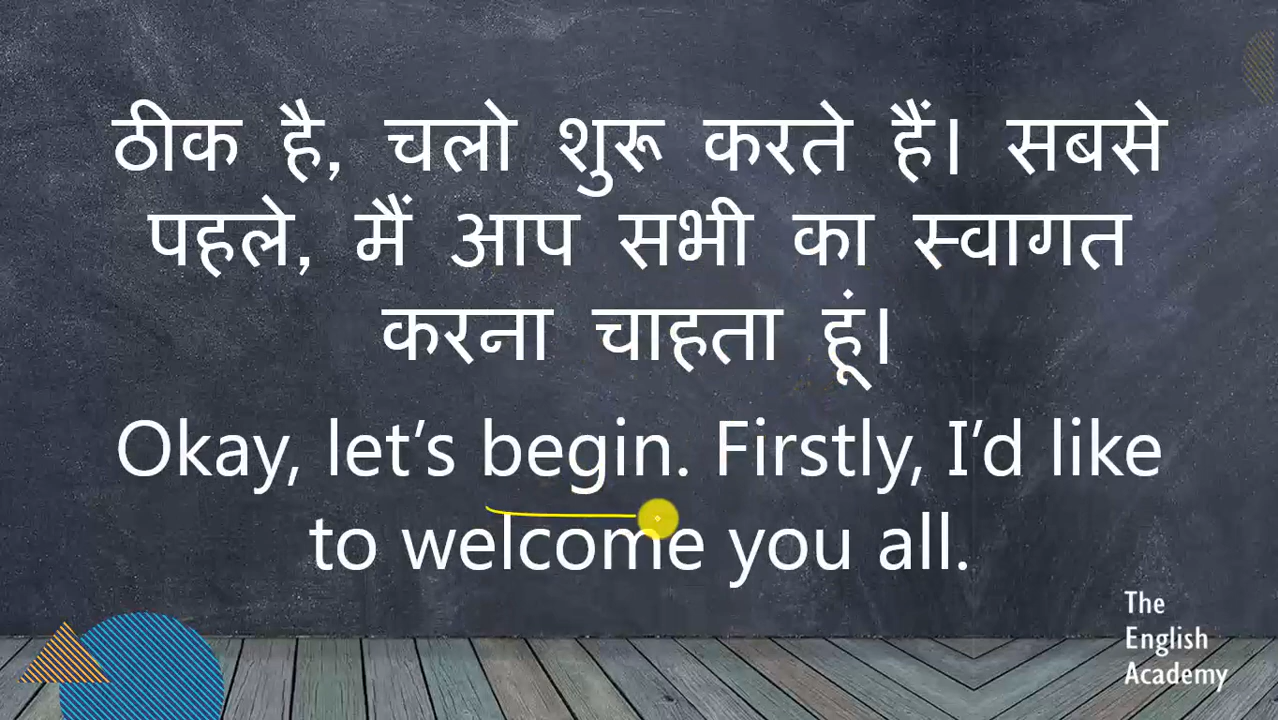 ठीक है, चलो शुरू करते हैं। सबसे
पहले, मैं आप सभी का स्वागत
करना चाहता हूं।
Okay, let’s begin. Firstly, I’d like
to welcome you all.
The
English
Academy